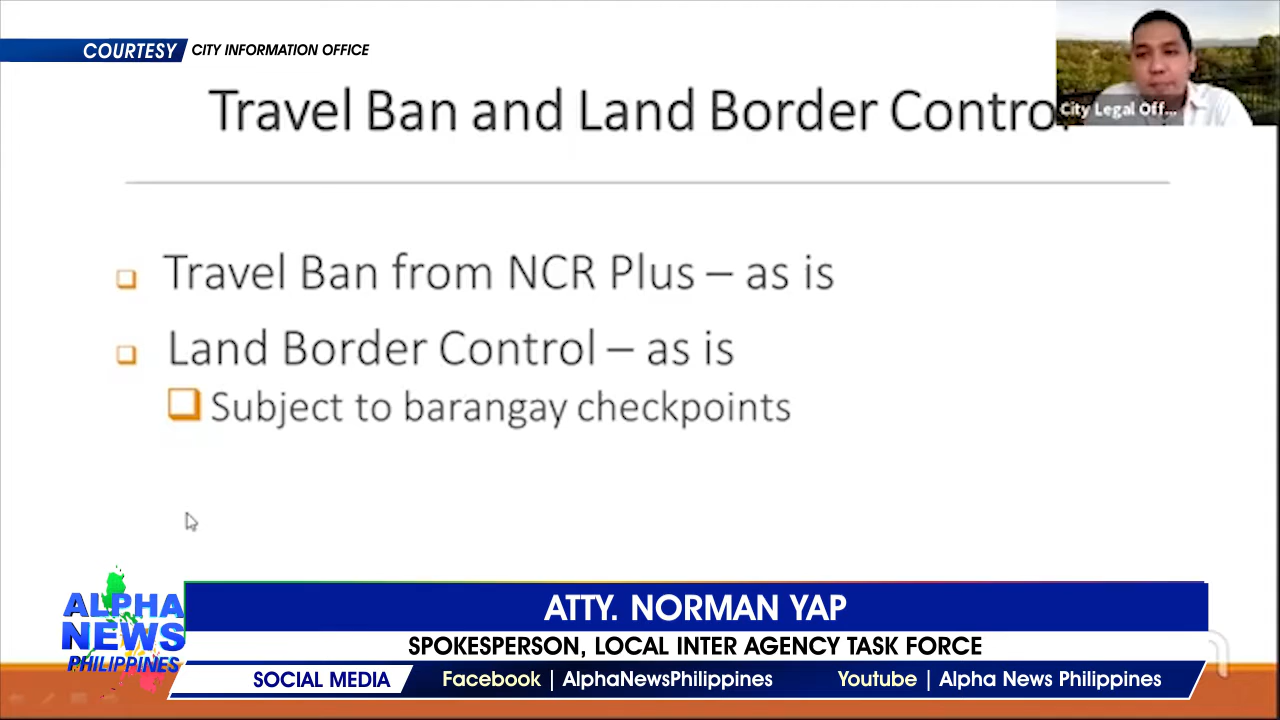 COURTESY CITY INFORMATION OFFICE
Travel Ban and Land Border Control
City Legal Off...
Travel Ban from NCR Plus – as is
Land Border Control – as is
Subject to barangay checkpoints
ALPHA
NEWS
PHILIPPINES
ATTY. NORMAN YAP
SPOKESPERSON, LOCAL INTER AGENCY TASK FORCE
SOCIAL MEDIA Facebook | AlphaNewsPhilippines Youtube | Alpha News Philippines